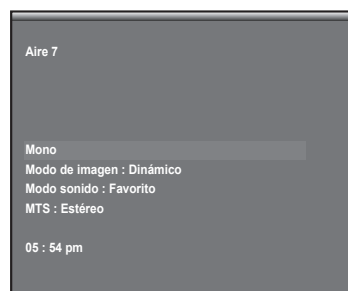 Aire 7
Mono
Modo de imagen : Dinámico
Modo sonido : Favorito
MTS : Estéreo
05 : 54 pm